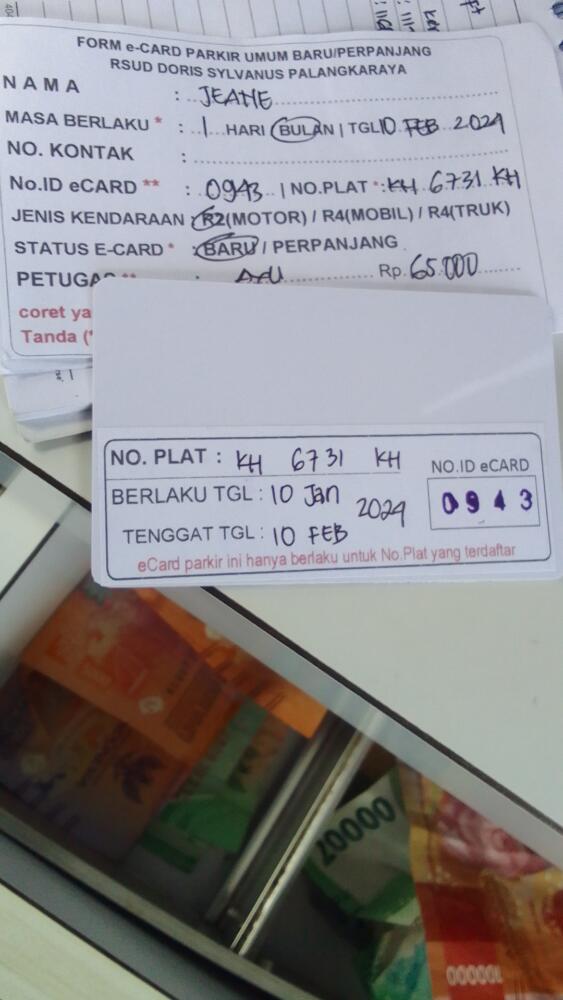 FORM e-CARD PARKIR UMUM BARU/PERPANJANG
RSUD DORIS SYLVANUS PALANGKARAYA
NAMA : JEANE
MASA BERLAKU * : 1 HARI BULAN | TGL 10 FEB 2024
NO. KONTAK :
No.ID eCARD ** : 0943 | NO.PLAT *: KH 6731 KH
JENIS KENDARAAN : R2(MOTOR) / R4(MOBIL) / R4(TRUK)
STATUS E-CARD * : BARU / PERPANJANG
PETUGAS ** : AYU Rp. 65.000
coret ya
Tanda (*
NO. PLAT : KH 6731 KH
NO.ID eCARD
BERLAKU TGL : 10 Jan 2024
0943
TENGGAT TGL : 10 FEB
eCard parkir ini hanya berlaku untuk No.Plat yang terdaftar
20000
100000